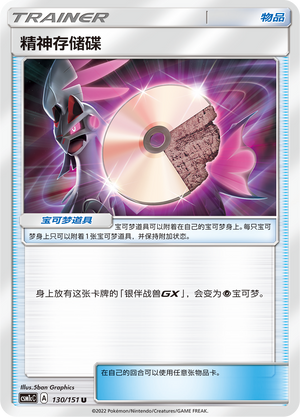 TRAINER 物品
精神存储碟
宝可梦道具
宝可梦道具可以附着在自己的宝可梦身上。每只宝可
梦身上只可以附着1张宝可梦道具,并保持附加状态。
身上放有这张卡牌的「银伴战兽GX」,会变为超宝可梦。
在自己的回合可以使用任意张物品卡。
Illus.5ban Graphics
A 130/151 U
©2022 Pokémon/Nintendo/Creatures/GAME FREAK.